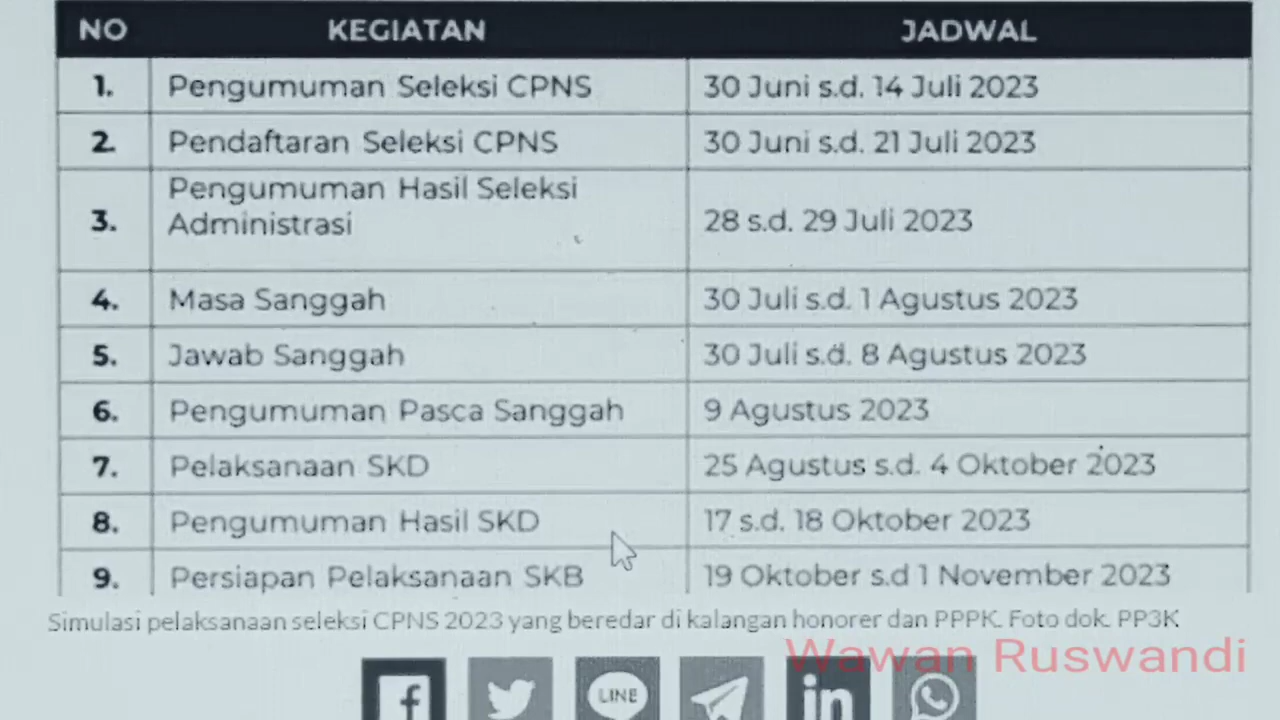 NO KEGIATAN JADWAL
1. Pengumuman Seleksi CPNS 30 Juni s.d. 14 Juli 2023
2. Pendaftaran Seleksi CPNS 30 Juni s.d. 21 Juli 2023
3. Pengumuman Hasil Seleksi
Administrasi 28 s.d. 29 Juli 2023
4. Masa Sanggah 30 Juli s.d. 1 Agustus 2023
5. Jawab Sanggah 30 Juli s.d. 8 Agustus 2023
6. Pengumuman Pasca Sanggah 9 Agustus 2023
7. Pelaksanaan SKD 25 Agustus s.d. 4 Oktober 2023
8. Pengumuman Hasil SKD 17 s.d. 18 Oktober 2023
9. Persiapan Pelaksanaan SKB 19 Oktober s.d 1 November 2023
Simulasi pelaksanaan seleksi CPNS 2023 yang beredar di kalangan honorer dan PPPK. Foto dok. PP3K
Wawan Ruswandi
f LINE in